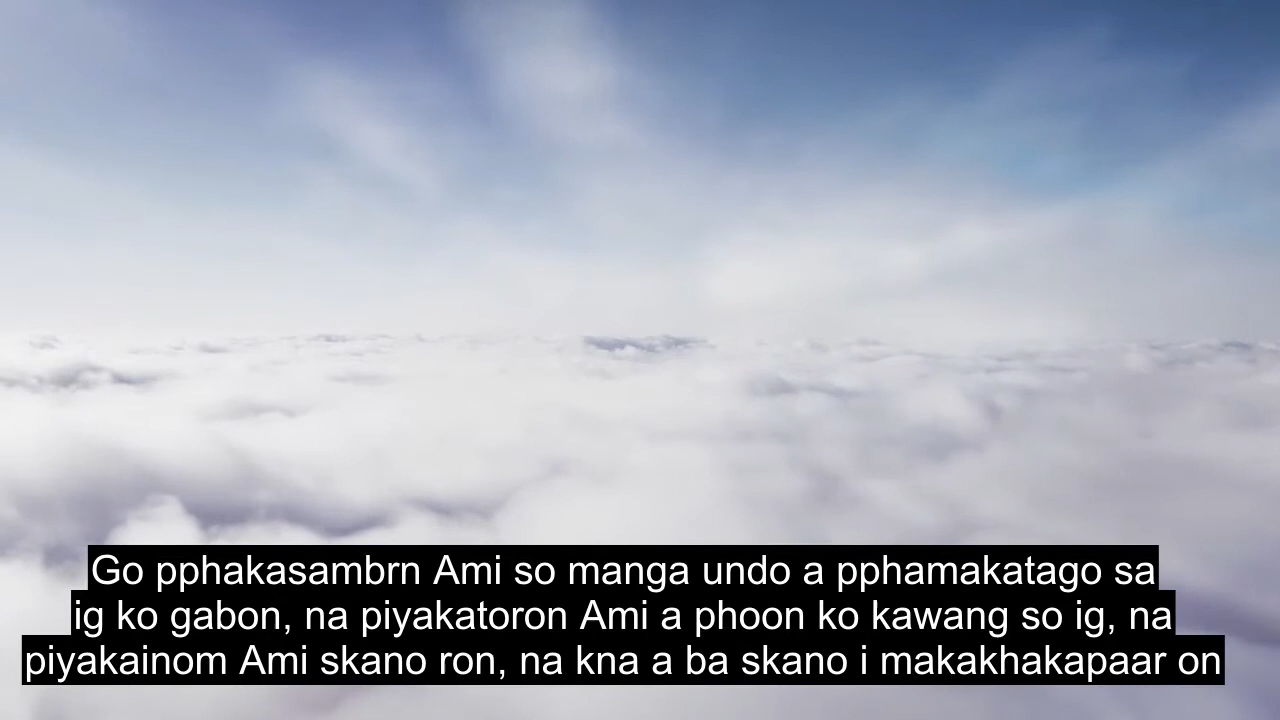 Go pphakasambrn Ami so manga undo a pphamakatago sa
ig ko gabon, na piyakatoron Ami a phoon ko kawang so ig, na
piyakainom Ami skano ron, na kna a ba skano i makakhakapaar on